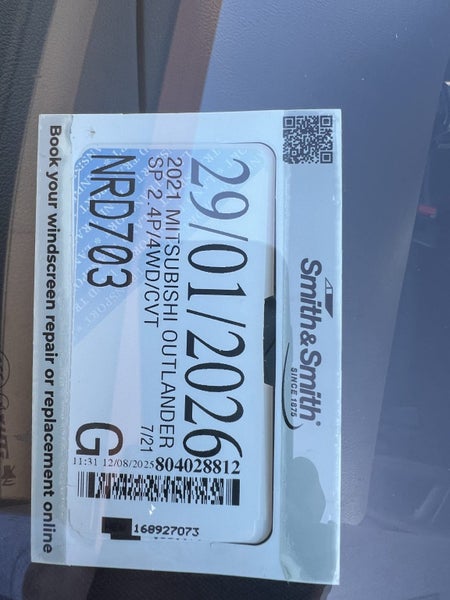 Smith&Smith®
SINCE 1875
29/01/2026
2021 MITSUBISHI OUTLANDER
SP 2.4P/4WD/CVT
7/21
NRD703
G
11:31 12/08/2025
804028812
168927073
Book your windscreen repair or replacement online